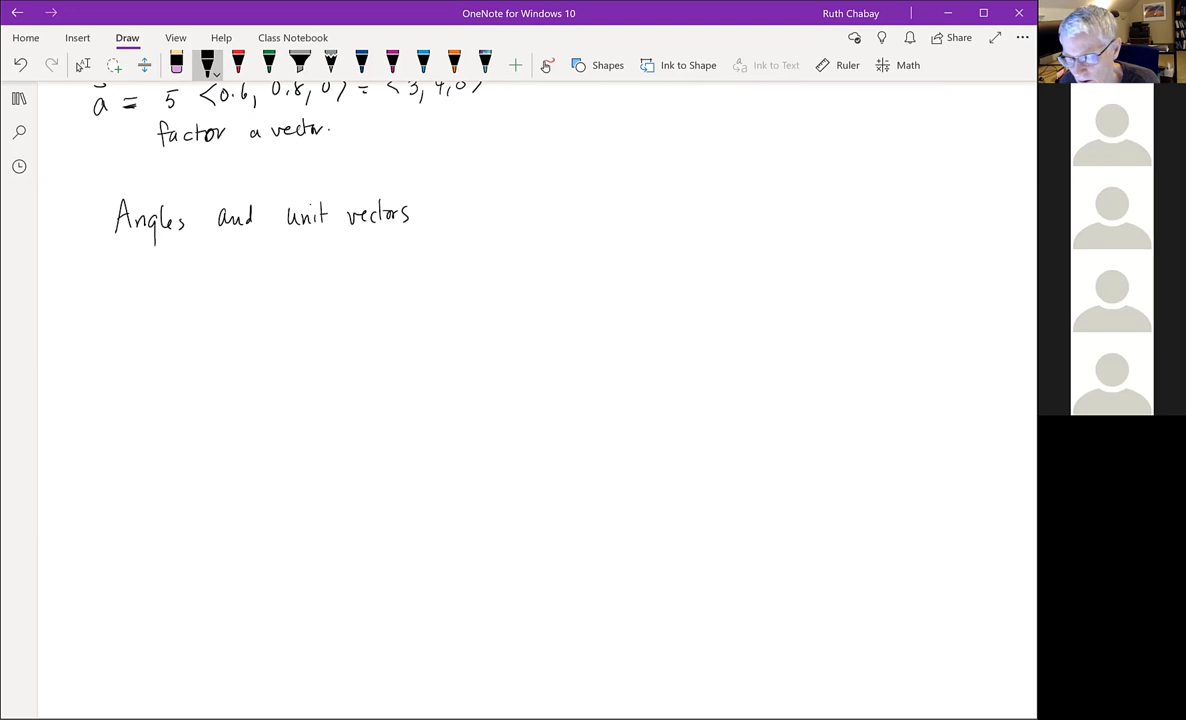 OneNote for Windows 10
Ruth Chabay
Home Insert Draw View Help Class Notebook
Share
Shapes Ink to Shape Ink to Text Ruler Math
a = 5 <0.6, 0.8, 0> = <3, 4, 0>
factor a vector.
Angles and unit vectors